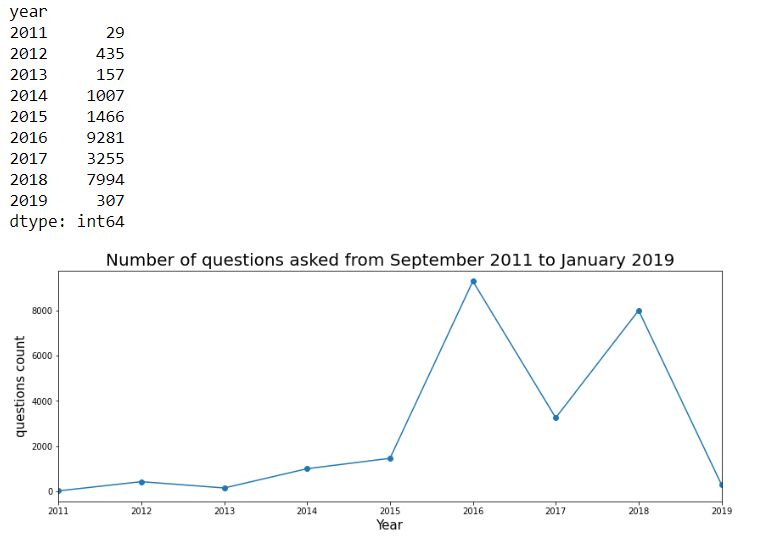 year
2011 29
2012 435
2013 157
2014 1007
2015 1466
2016 9281
2017 3255
2018 7994
2019 307
dtype: int64
Number of questions asked from September 2011 to January 2019
8000
6000
4000
2000
0
questions count
2011 2012 2013 2014 2015 2016 2017 2018 2019
Year